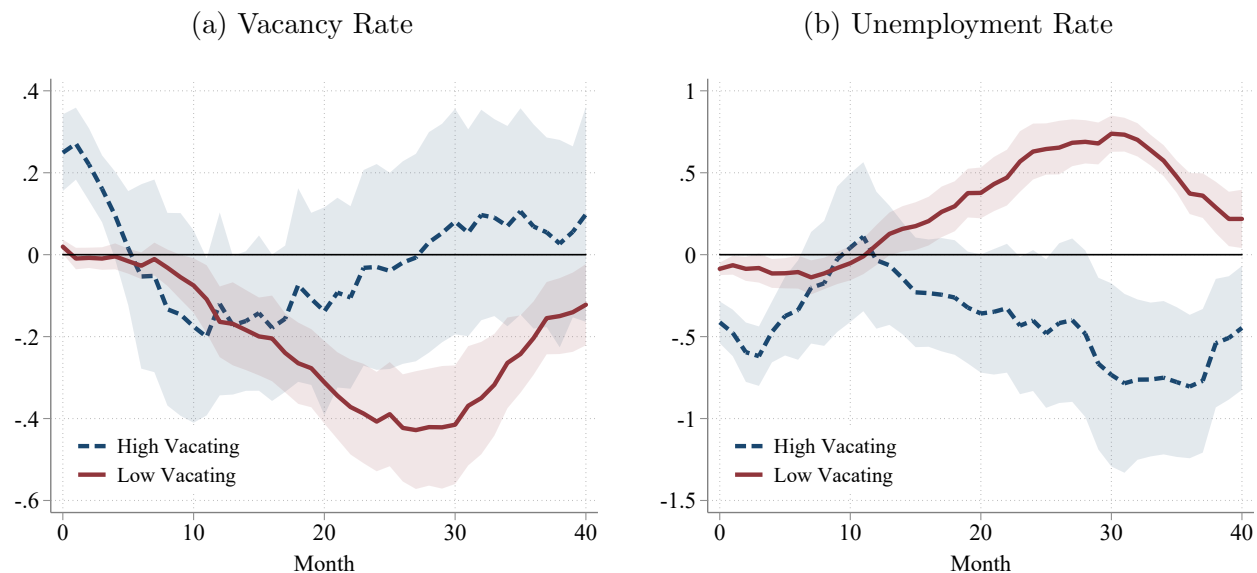 (a) Vacancy Rate
.4
.2
0
-.2
-.4
-.6
High Vacating
Low Vacating
0 10 20 30 40
Month
(b) Unemployment Rate
1
.5
0
-.5
-1
-1.5
High Vacating
Low Vacating
0 10 20 30 40
Month